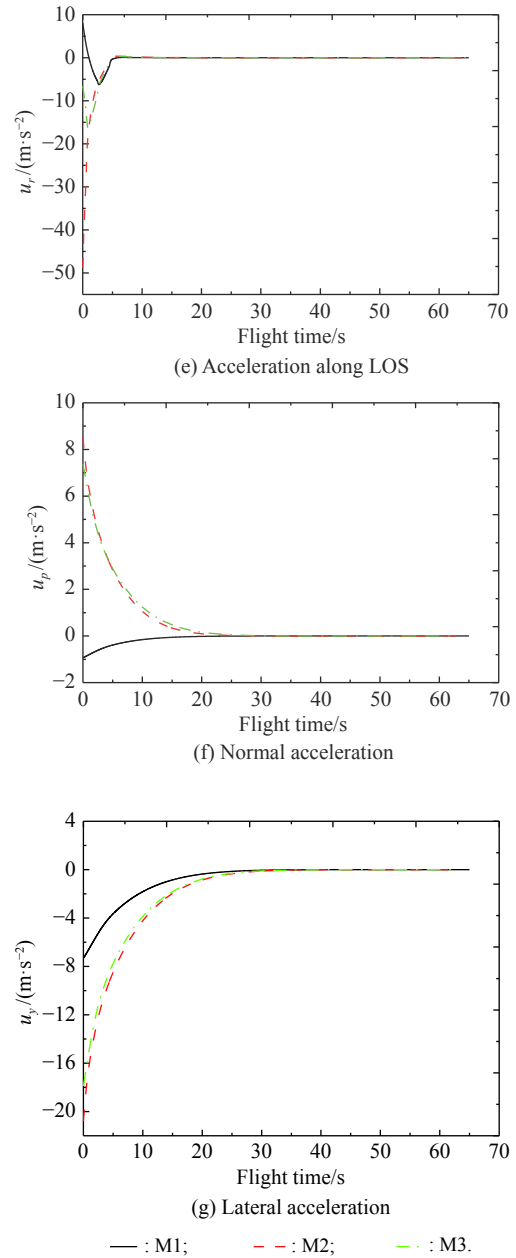 10
0
−10
−20
−30
−40
−50
u_r/(m·s⁻²)
0 10 20 30 40 50 60 70
Flight time/s
(e) Acceleration along LOS
10
8
6
4
2
0
−2
u_p/(m·s⁻²)
0 10 20 30 40 50 60 70
Flight time/s
(f) Normal acceleration
4
0
−4
−8
−12
−16
−20
u_y/(m·s⁻²)
0 10 20 30 40 50 60 70
Flight time/s
(g) Lateral acceleration
: M1; : M2; : M3.